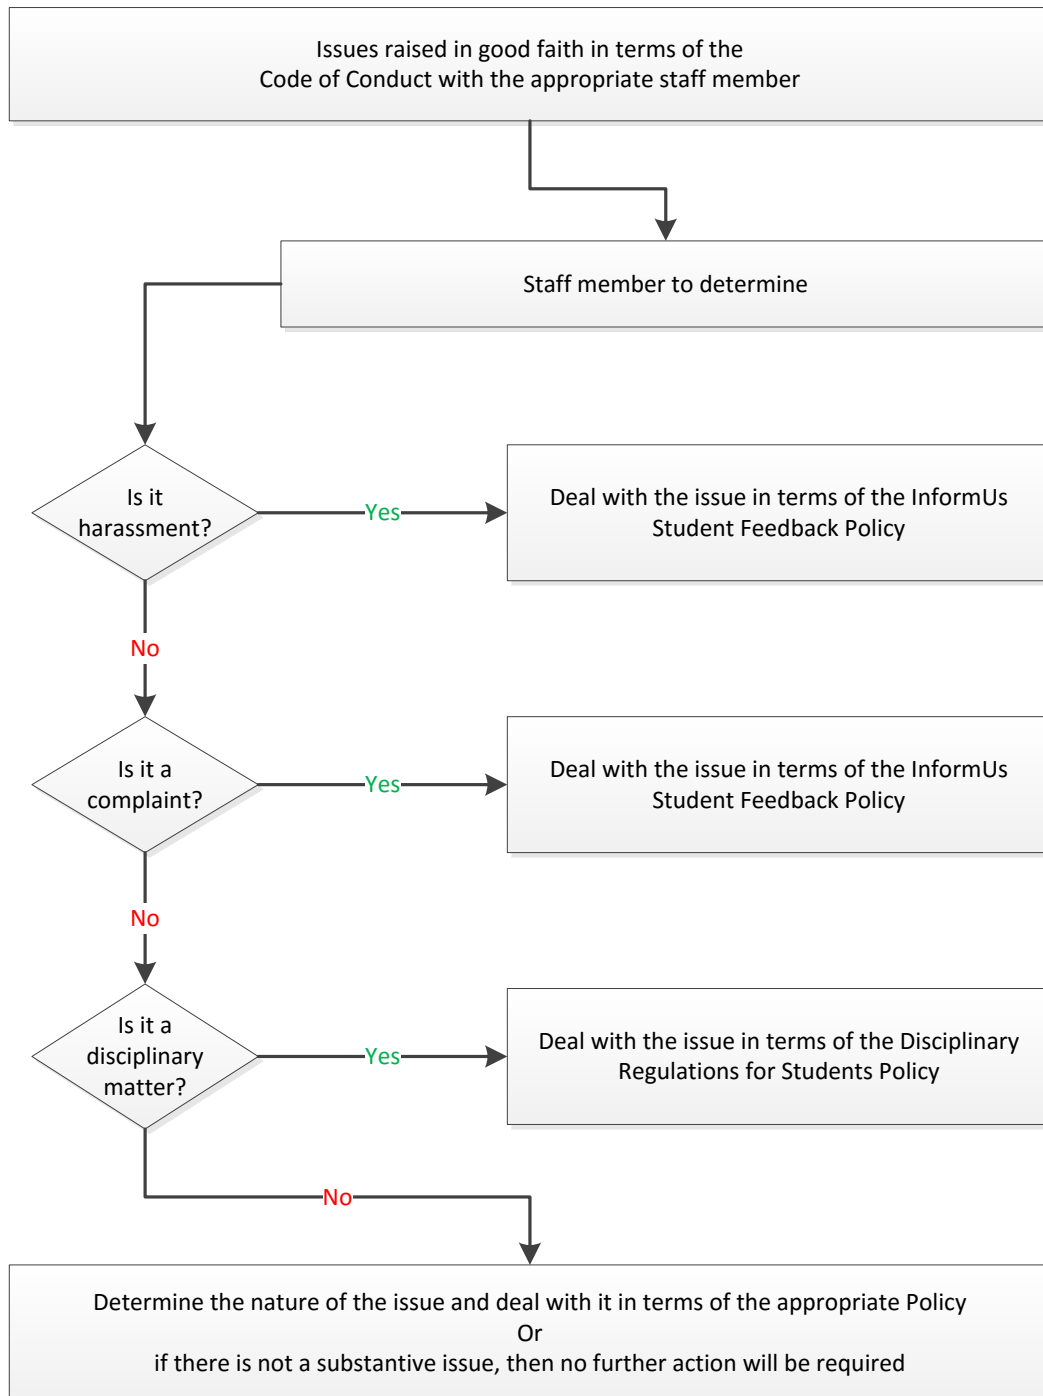 Issues raised in good faith in terms of the
Code of Conduct with the appropriate staff member
Staff member to determine
Is it
harassment?
Yes
Deal with the issue in terms of the InformUs
Student Feedback Policy
No
Is it a
complaint?
Yes
Deal with the issue in terms of the InformUs
Student Feedback Policy
No
Is it a
disciplinary
matter?
Yes
Deal with the issue in terms of the Disciplinary
Regulations for Students Policy
No
Determine the nature of the issue and deal with it in terms of the appropriate Policy
Or
if there is not a substantive issue, then no further action will be required